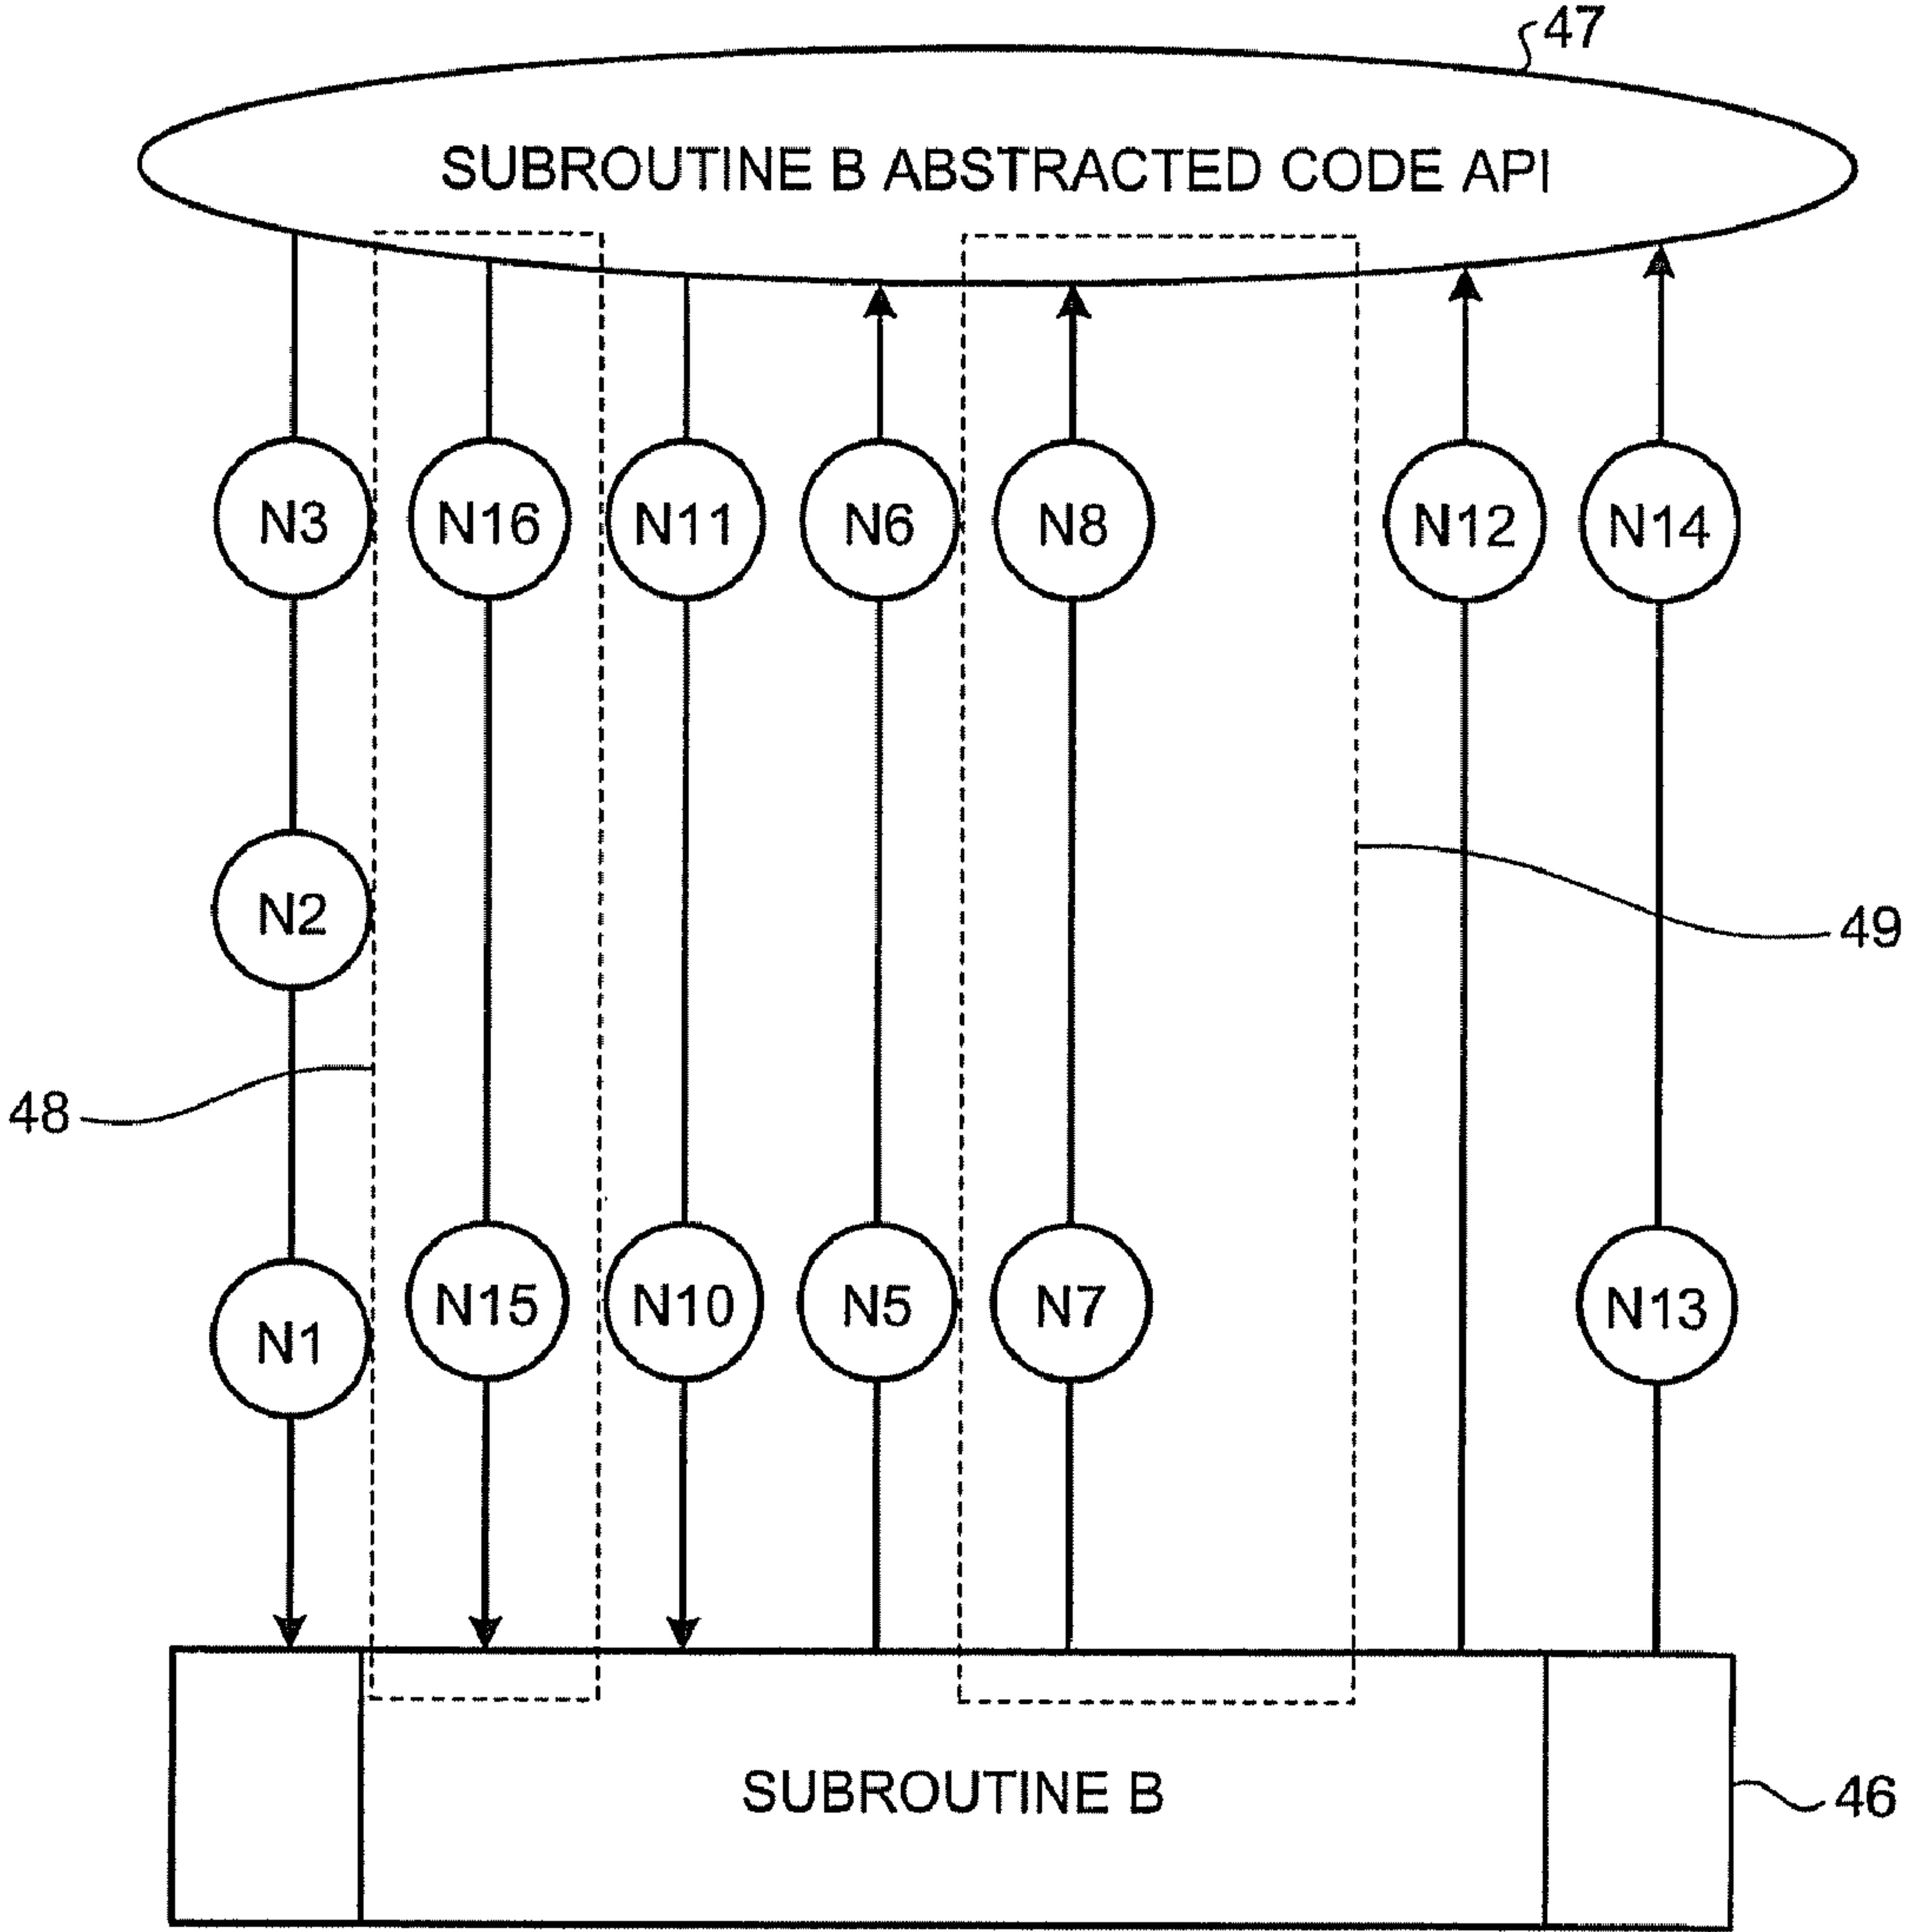 47
SUBROUTINE B ABSTRACTED CODE API
N3
N16
N11
N6
N8
N12
N14
N2
49
48
N15
N10
N5
N7
N13
N1
SUBROUTINE B
46